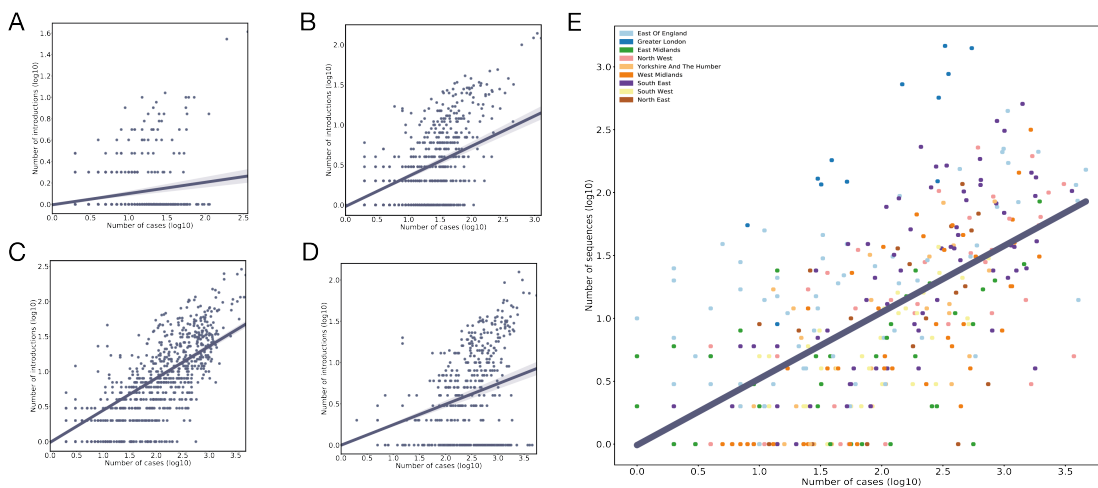 A
1.6
1.4
1.2
1.0
0.8
0.6
0.4
0.2
0.0
0.0 0.5 1.0 1.5 2.0 2.5
Number of introductions (log10)
Number of cases (log10)
B
2.0
1.5
1.0
0.5
0.0
0.0 0.5 1.0 1.5 2.0 2.5 3.0
Number of introductions (log10)
Number of cases (log10)
C
2.5
2.0
1.5
1.0
0.5
0.0
0.0 0.5 1.0 1.5 2.0 2.5 3.0 3.5
Number of introductions (log10)
Number of cases (log10)
D
2.0
1.5
1.0
0.5
0.0
0.0 0.5 1.0 1.5 2.0 2.5 3.0 3.5
Number of introductions (log10)
Number of cases (log10)
E
East Of England
Greater London
East Midlands
North West
Yorkshire And The Humber
West Midlands
South East
South West
North East
3.0
2.5
2.0
1.5
1.0
0.5
0.0
0.0 0.5 1.0 1.5 2.0 2.5 3.0 3.5
Number of sequences (log10)
Number of cases (log10)